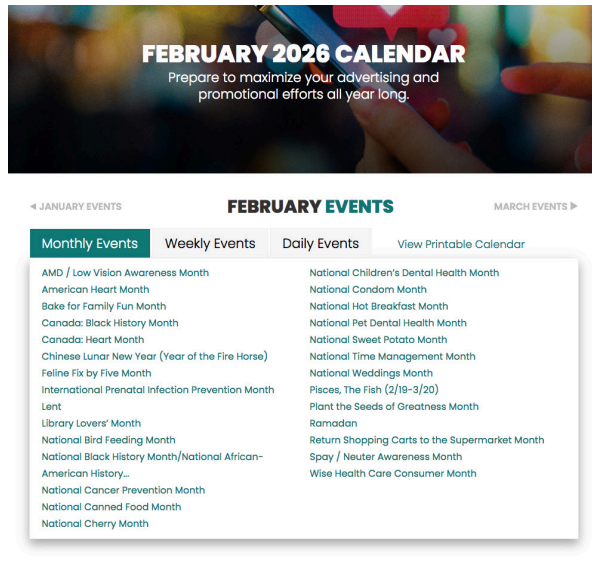 FEBRUARY 2026 CALENDAR
Prepare to maximize your advertising and
promotional efforts all year long.
◀ JANUARY EVENTS
FEBRUARY EVENTS
MARCH EVENTS ▶
Monthly Events
Weekly Events
Daily Events
View Printable Calendar
AMD / Low Vision Awareness Month
American Heart Month
Bake for Family Fun Month
Canada: Black History Month
Canada: Heart Month
Chinese Lunar New Year (Year of the Fire Horse)
Feline Fix by Five Month
International Prenatal Infection Prevention Month
Lent
Library Lovers’ Month
National Bird Feeding Month
National Black History Month/National African-
American History...
National Cancer Prevention Month
National Canned Food Month
National Cherry Month
National Children’s Dental Health Month
National Condom Month
National Hot Breakfast Month
National Pet Dental Health Month
National Sweet Potato Month
National Time Management Month
National Weddings Month
Pisces, The Fish (2/19-3/20)
Plant the Seeds of Greatness Month
Ramadan
Return Shopping Carts to the Supermarket Month
Spay / Neuter Awareness Month
Wise Health Care Consumer Month